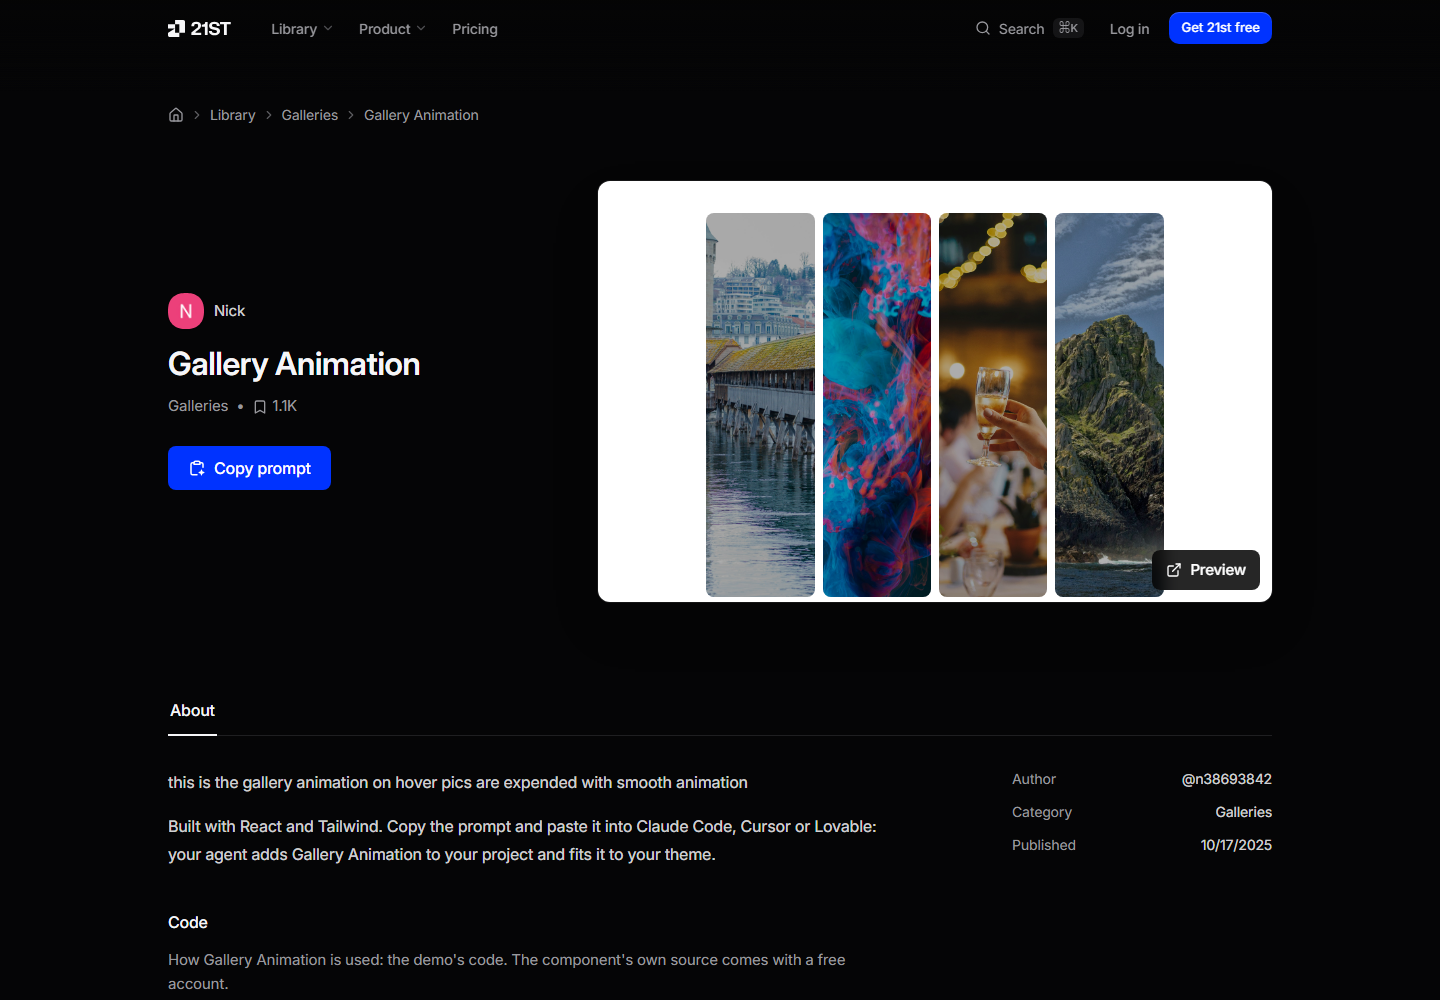 21ST
Library
Product
Pricing
Search ⌘K
Log in
Get 21st free
Library
Galleries
Gallery Animation
N
Nick
Gallery Animation
Galleries • 1.1K
Copy prompt
Preview
About
this is the gallery animation on hover pics are expended with smooth animation
Built with React and Tailwind. Copy the prompt and paste it into Claude Code, Cursor or Lovable:
your agent adds Gallery Animation to your project and fits it to your theme.
Author @n38693842
Category Galleries
Published 10/17/2025
Code
How Gallery Animation is used: the demo's code. The component's own source comes with a free
account.